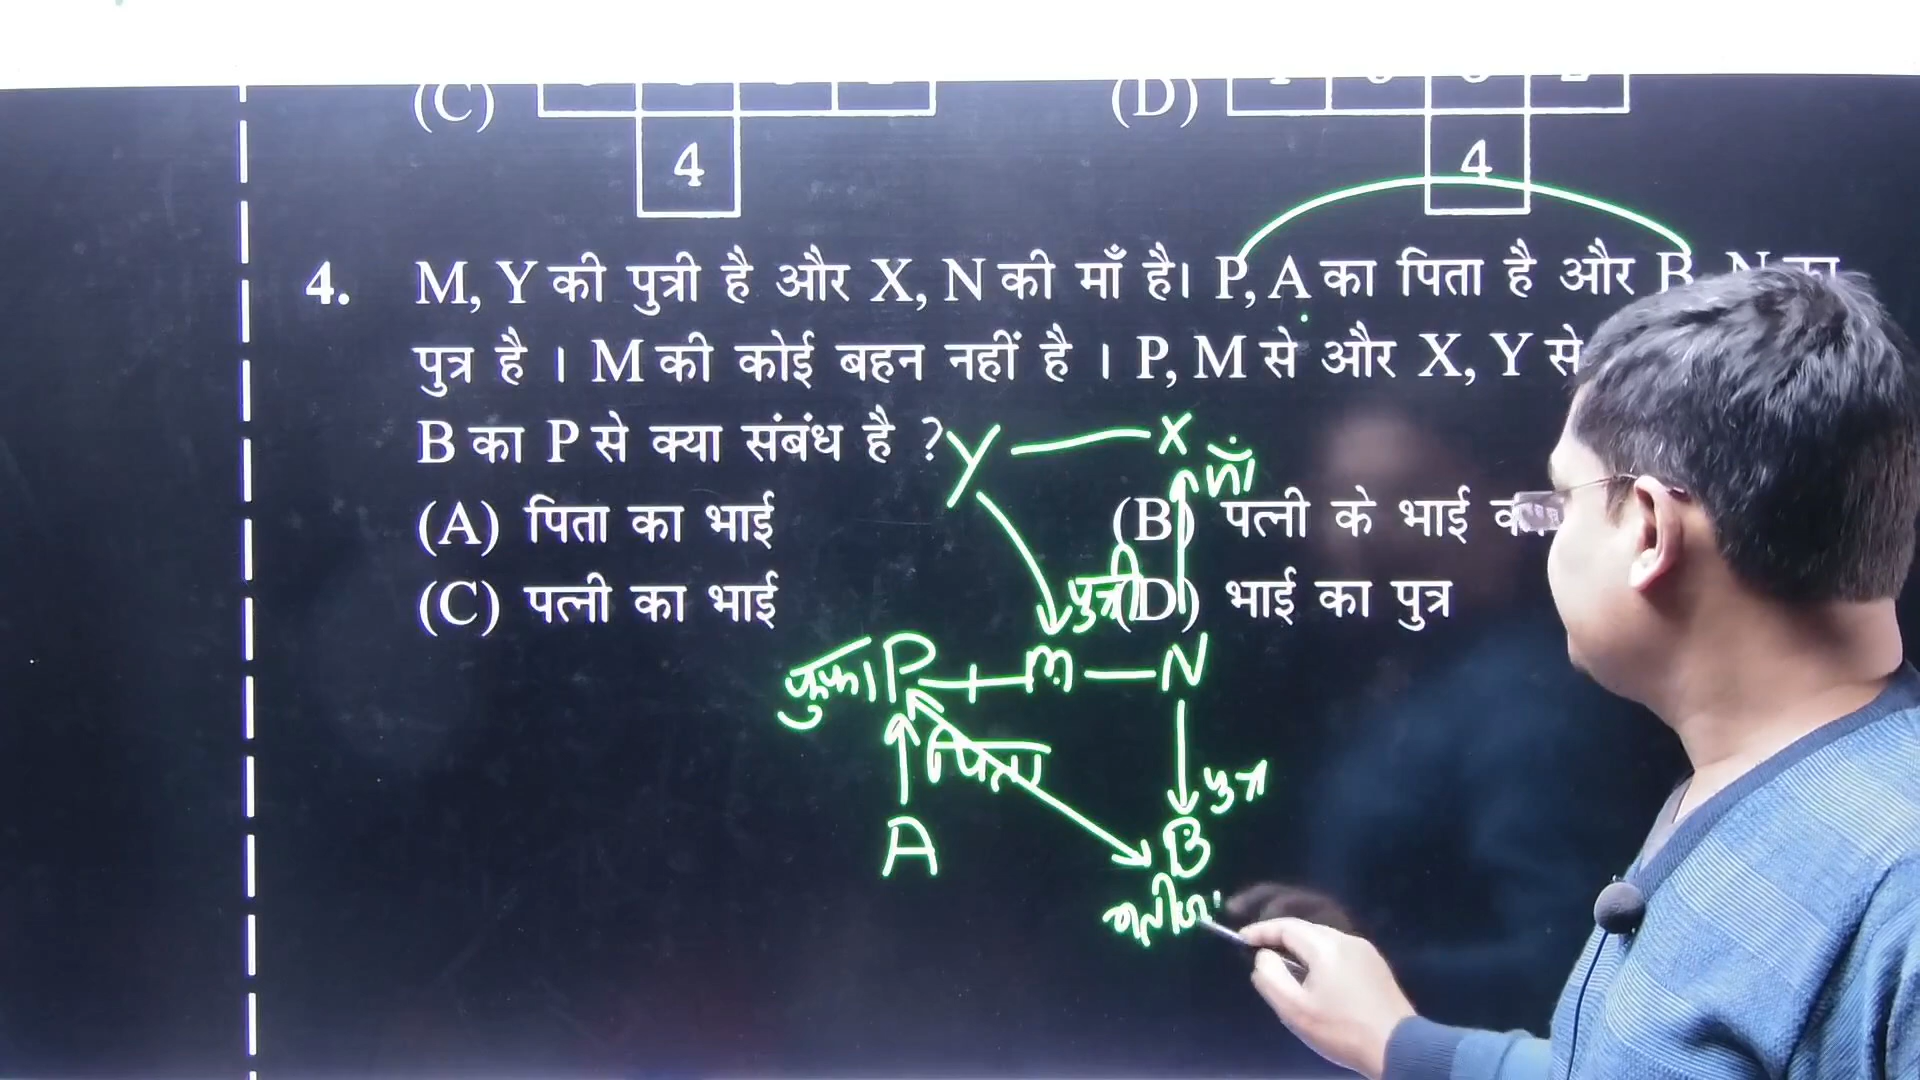 (C)
(D)
4
4
4. M, Y की पुत्री है और X, N की माँ है। P, A का पिता है और B, N का
पुत्र है । M की कोई बहन नहीं है । P, M से और X, Y से
B का P से क्या संबंध है ?
(A) पिता का भाई
(B) पत्नी के भाई
(C) पत्नी का भाई
(D) भाई का पुत्र
Y X
माँ
पुत्री
फुफा P M N
पिता
पुत्र
A B